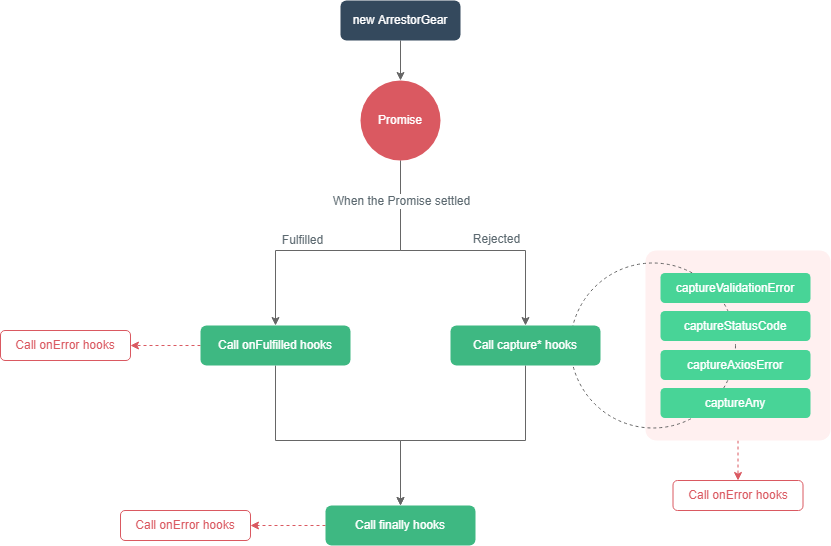 new ArrestorGear
Promise
When the Promise settled
Fulfilled
Rejected
captureValidationError
captureStatusCode
captureAxiosError
captureAny
Call onError hooks
Call onFulfilled hooks
Call capture* hooks
Call onError hooks
Call onError hooks
Call finally hooks